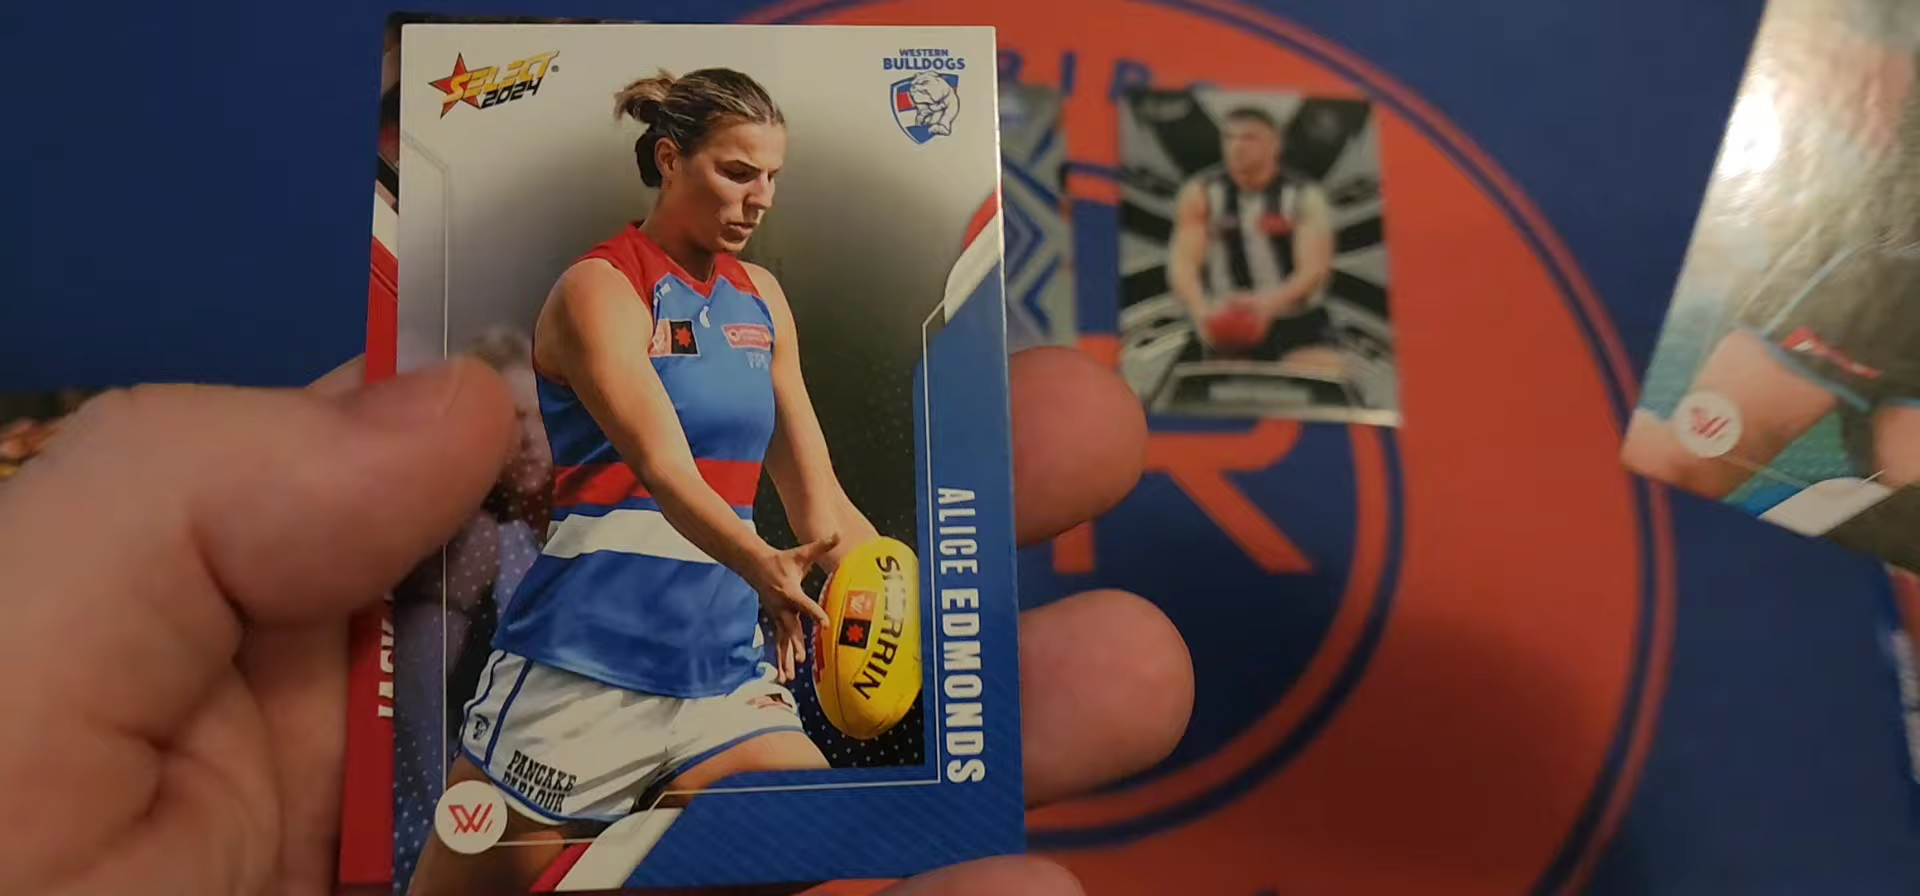 SELECT
2024
WESTERN
BULLDOGS
ALICE EDMONDS
SHERRIN
PANCAKE
PARLOUR
W